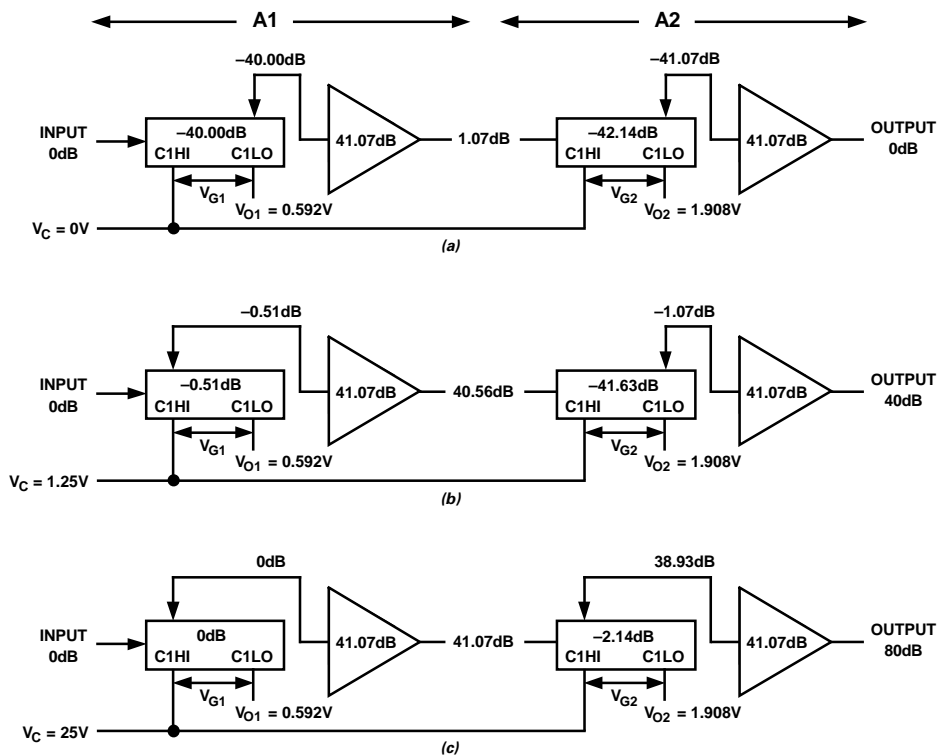 A1 A2
–40.00dB –41.07dB
INPUT 0dB
–40.00dB
C1HI C1LO
41.07dB
1.07dB
–42.14dB
C1HI C1LO
41.07dB
OUTPUT 0dB
VG1
VO1 = 0.592V
VG2
VO2 = 1.908V
VC = 0V
(a)
–0.51dB –1.07dB
INPUT 0dB
–0.51dB
C1HI C1LO
41.07dB
40.56dB
–41.63dB
C1HI C1LO
41.07dB
OUTPUT 40dB
VG1
VO1 = 0.592V
VG2
VO2 = 1.908V
VC = 1.25V
(b)
0dB 38.93dB
INPUT 0dB
0dB
C1HI C1LO
41.07dB
41.07dB
–2.14dB
C1HI C1LO
41.07dB
OUTPUT 80dB
VG1
VO1 = 0.592V
VG2
VO2 = 1.908V
VC = 25V
(c)